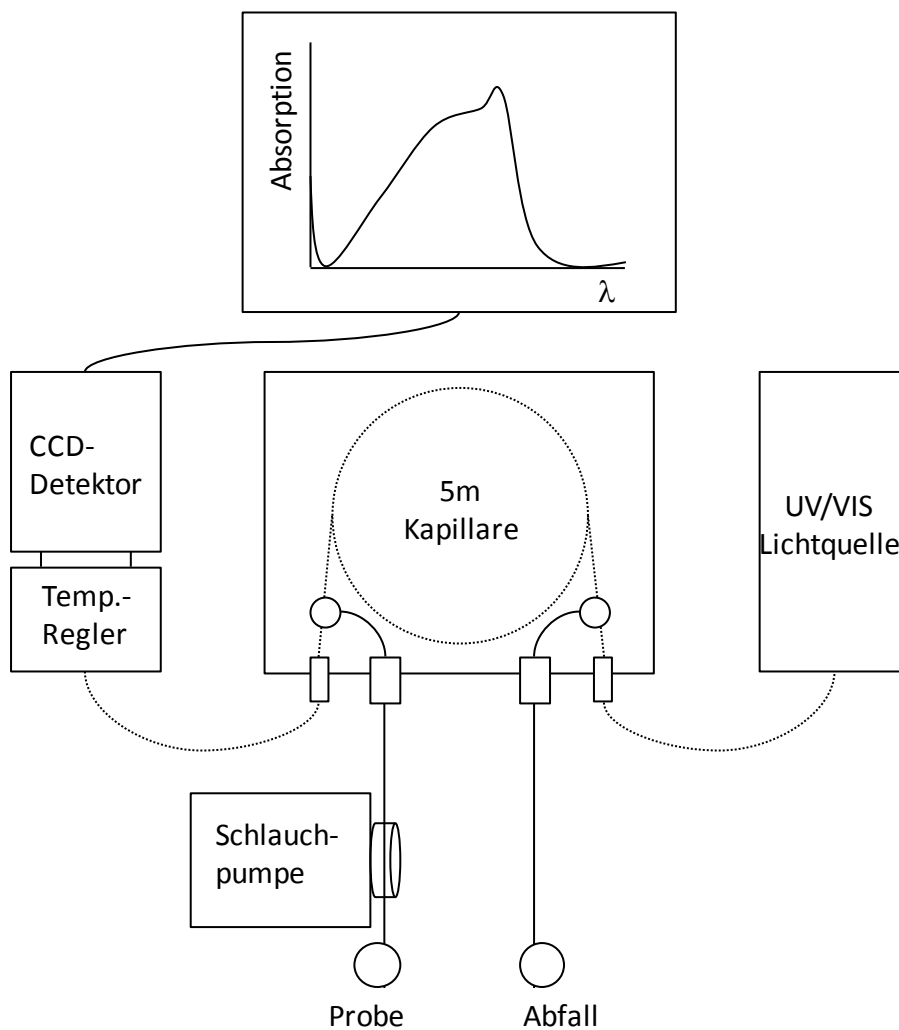 Absorption
λ
CCD-
Detektor
Temp.-
Regler
5m
Kapillare
UV/VIS
Lichtquelle
Schlauch-
pumpe
Probe
Abfall